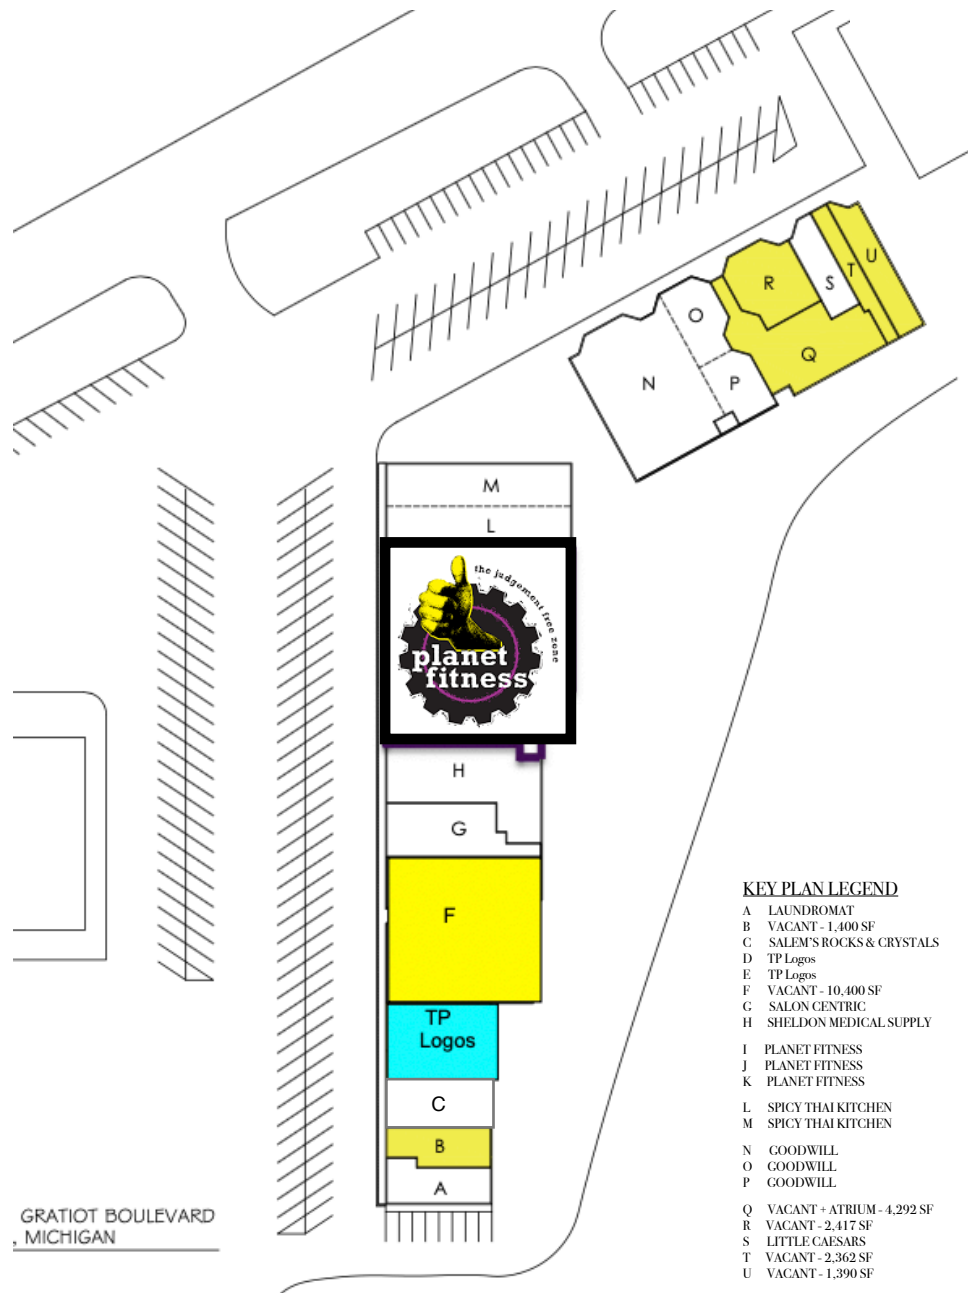 U
T
S
R
O
Q
N
P
M
L
the judgement free zone
planet
fitness
H
G
F
TP
Logos
C
B
A
GRATIOT BOULEVARD
, MICHIGAN
KEY PLAN LEGEND
A LAUNDROMAT
B VACANT - 1,400 SF
C SALEM'S ROCKS & CRYSTALS
D TP Logos
E TP Logos
F VACANT - 10,400 SF
G SALON CENTRIC
H SHELDON MEDICAL SUPPLY
I PLANET FITNESS
J PLANET FITNESS
K PLANET FITNESS
L SPICY THAI KITCHEN
M SPICY THAI KITCHEN
N GOODWILL
O GOODWILL
P GOODWILL
Q VACANT + ATRIUM - 4,292 SF
R VACANT - 2,417 SF
S LITTLE CAESARS
T VACANT - 2,362 SF
U VACANT - 1,390 SF